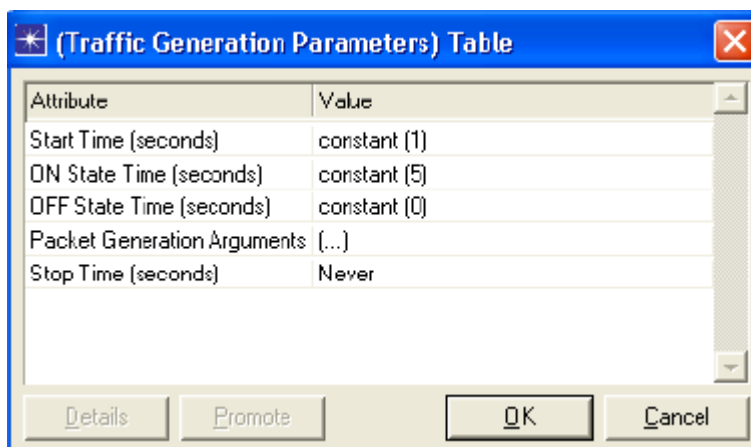 (Traffic Generation Parameters) Table
Attribute Value
Start Time (seconds) constant (1)
ON State Time (seconds) constant (5)
OFF State Time (seconds) constant (0)
Packet Generation Arguments (...)
Stop Time (seconds) Never
Details Promote OK Cancel